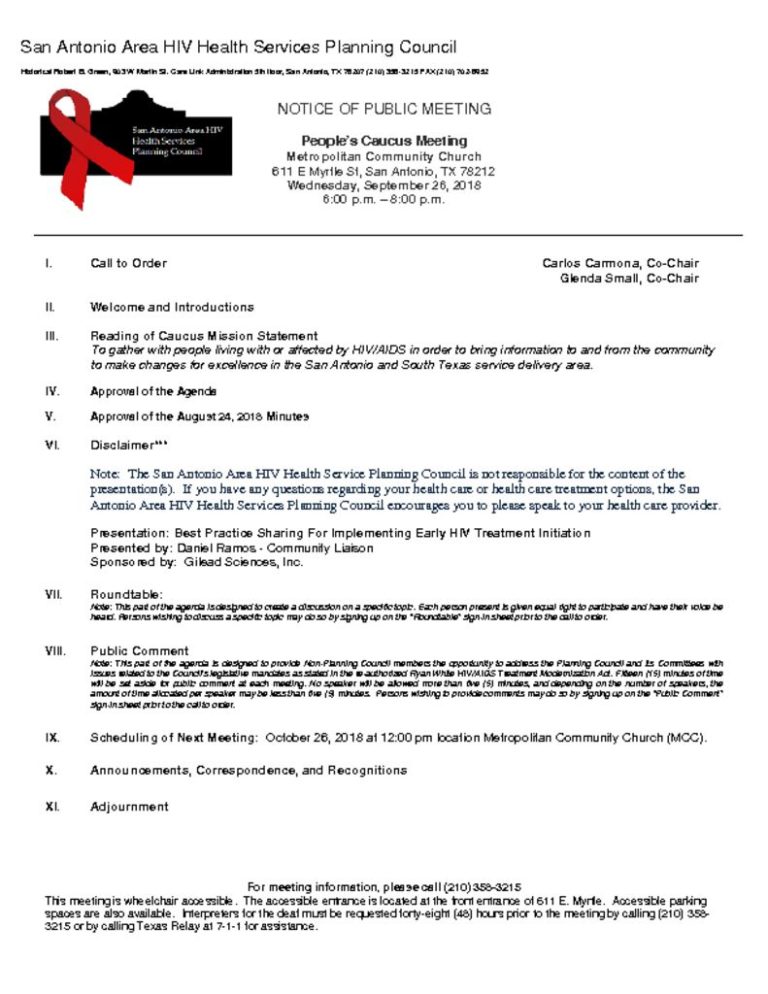 San Antonio Area HIV Health Services Planning Council
Historical Robert B. Green, 903 W Martin St. Care Link Administration 5th floor, San Antonio, TX 78207 (210) 358-3215 FAX (210) 702-6952
San Antonio Area HIV
Health Services
Planning Council
NOTICE OF PUBLIC MEETING
People's Caucus Meeting
Metropolitan Community Church
611 E Myrtle St, San Antonio, TX 78212
Wednesday, September 26, 2018
6:00 p.m. – 8:00 p.m.
I. Call to Order Carlos Carmona, Co-Chair
Glenda Small, Co-Chair
II. Welcome and Introductions
III. Reading of Caucus Mission Statement
To gather with people living with or affected by HIV/AIDS in order to bring information to and from the community
to make changes for excellence in the San Antonio and South Texas service delivery area.
IV. Approval of the Agenda
V. Approval of the August 24, 2018 Minutes
VI. Disclaimer***
Note: The San Antonio Area HIV Health Service Planning Council is not responsible for the content of the
presentation(s). If you have any questions regarding your health care or health care treatment options, the San
Antonio Area HIV Health Services Planning Council encourages you to please speak to your health care provider.
Presentation: Best Practice Sharing For Implementing Early HIV Treatment Initiation
Presented by: Daniel Ramos - Community Liaison
Sponsored by: Gilead Sciences, Inc.
VII. Roundtable:
Note: This part of the agenda is designed to create a discussion on a specific topic. Each person present is given equal right to participate and have their voice be
heard. Persons wishing to discuss a specific topic may do so by signing up on the "Roundtable" sign-in sheet prior to the call to order.
VIII. Public Comment
Note: This part of the agenda is designed to provide Non-Planning Council members the opportunity to address the Planning Council and its Committees with
issues related to the Council's legislative mandates as stated in the re-authorized Ryan White HIV/AIDS Treatment Modernization Act. Fifteen (15) minutes of time
will be set aside for public comment at each meeting. No speaker will be allowed more than five (5) minutes, and depending on the number of speakers, the
amount of time allocated per speaker may be less than five (5) minutes. Persons wishing to provide comments may do so by signing up on the "Public Comment"
sign-in sheet prior to the call to order.
IX. Scheduling of Next Meeting: October 26, 2018 at 12:00 pm location Metropolitan Community Church (MCC).
X. Announcements, Correspondence, and Recognitions
XI. Adjournment
For meeting information, please call (210) 358-3215
This meeting is wheelchair accessible. The accessible entrance is located at the front entrance of 611 E. Myrtle. Accessible parking
spaces are also available. Interpreters for the deaf must be requested forty-eight (48) hours prior to the meeting by calling (210) 358-
3215 or by calling Texas Relay at 7-1-1 for assistance.